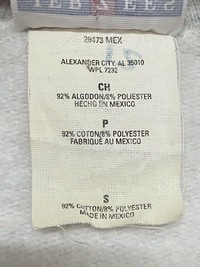 29473 MEX
ALEXANDER CITY, AL 35010
WPL 7232
CH
92% ALGODON/8% POLIESTER
HECHO EN MEXICO
P
92% COTON/8% POLYESTER
FABRIQUÉ AU MEXICO
S
92% COTTON/8% POLYESTER
MADE IN MEXICO